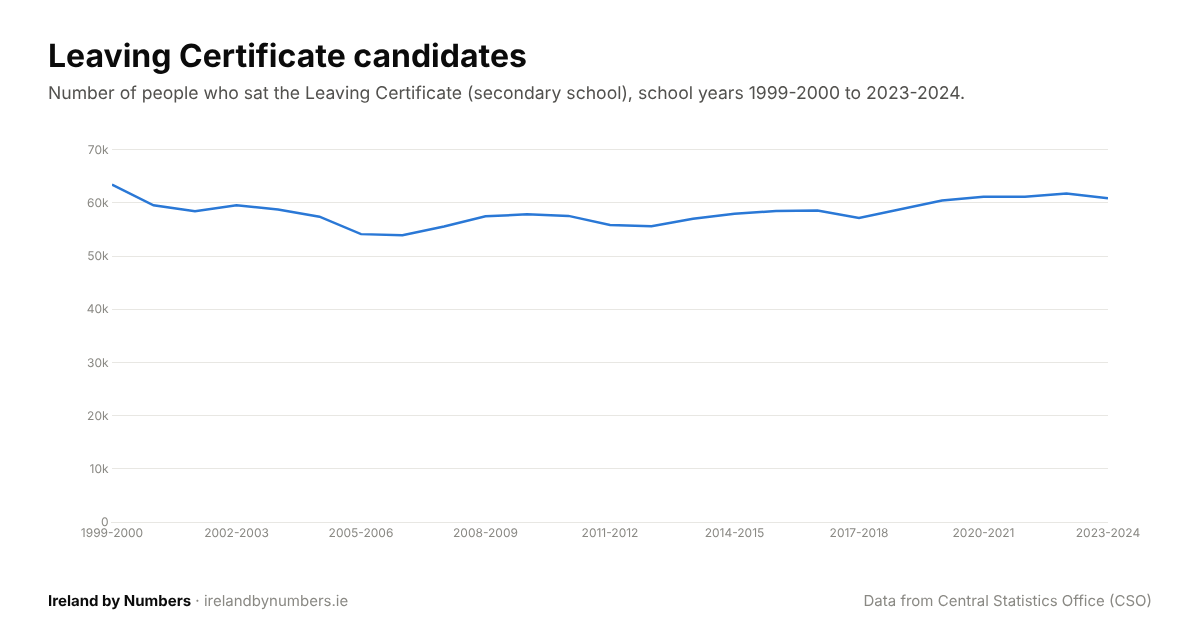 Leaving Certificate candidates
Number of people who sat the Leaving Certificate (secondary school), school years 1999-2000 to 2023-2024.
70k
60k
50k
40k
30k
20k
10k
0
1999-2000 2002-2003 2005-2006 2008-2009 2011-2012 2014-2015 2017-2018 2020-2021 2023-2024
Ireland by Numbers · irelandbynumbers.ie Data from Central Statistics Office (CSO)